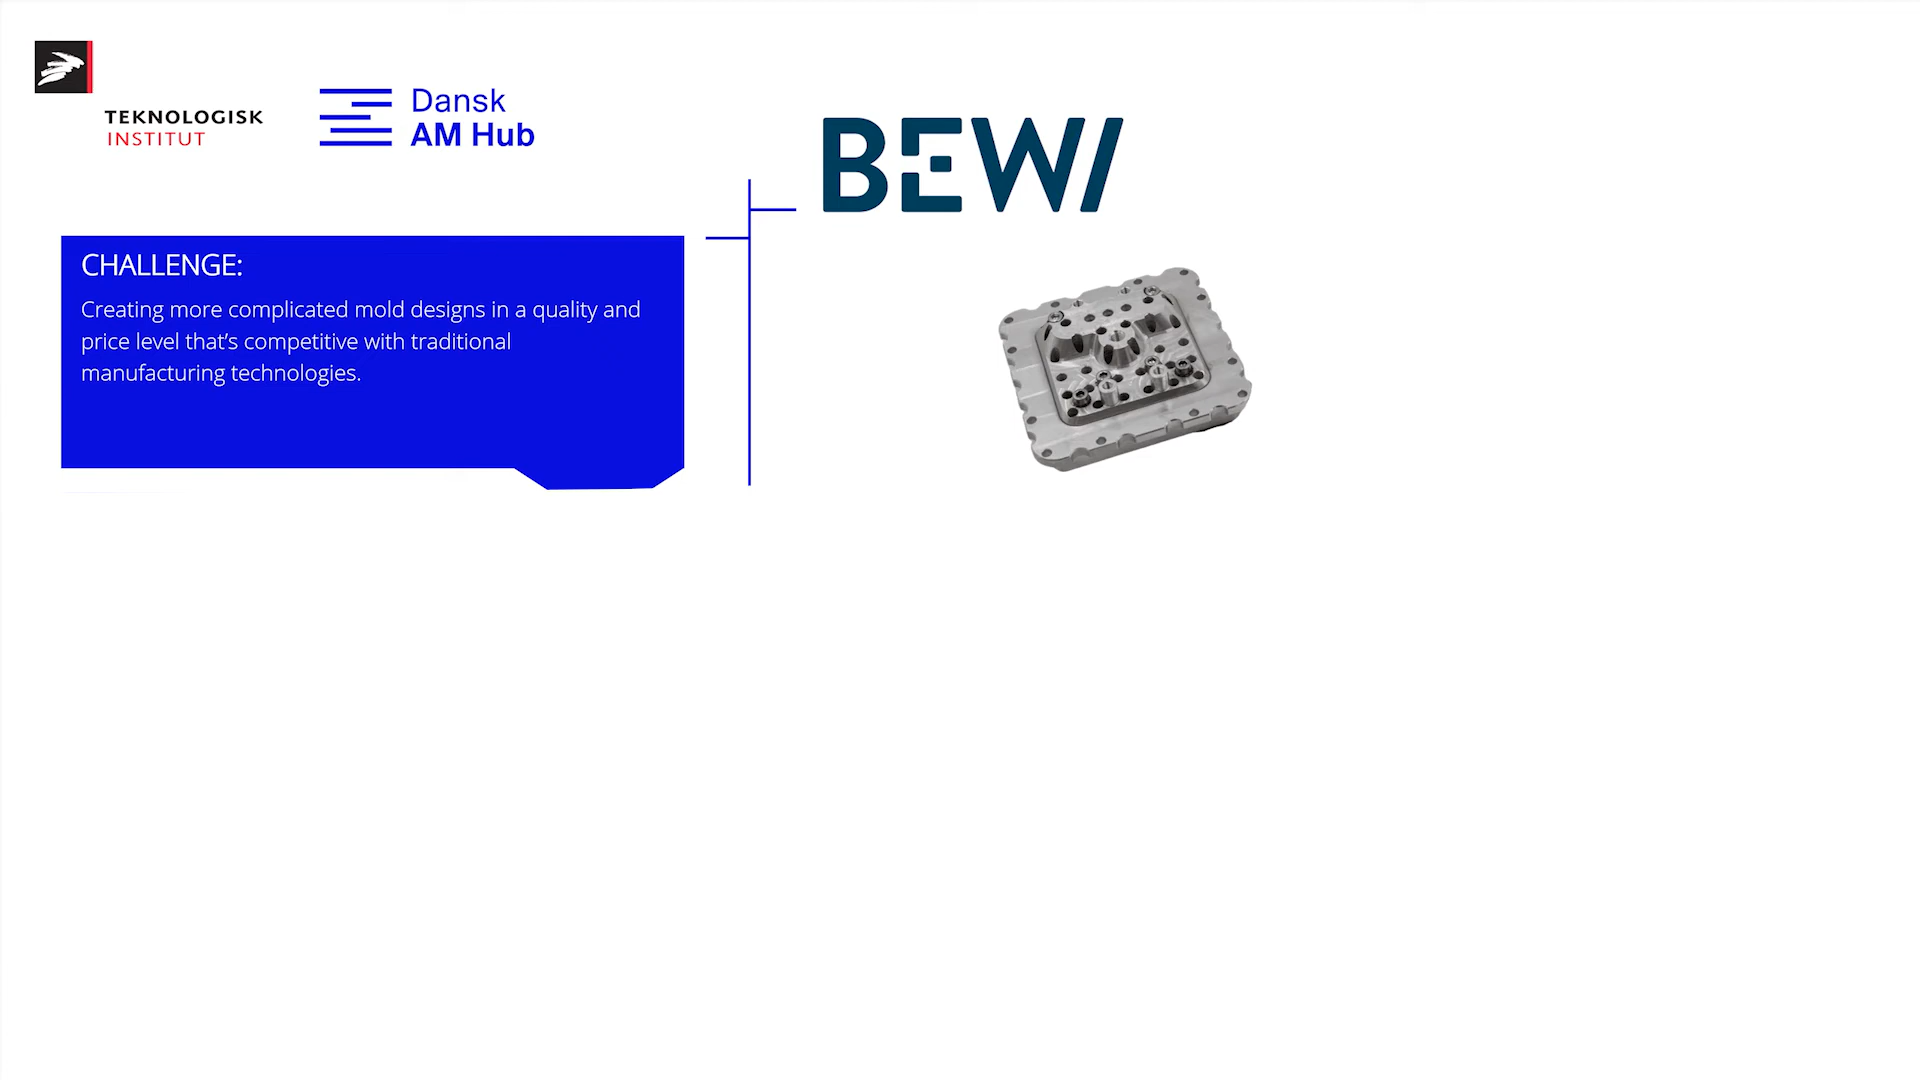 TEKNOLOGISK
INSTITUT
Dansk
AM Hub
BEWI
CHALLENGE:
Creating more complicated mold designs in a quality and
price level that’s competitive with traditional
manufacturing technologies.